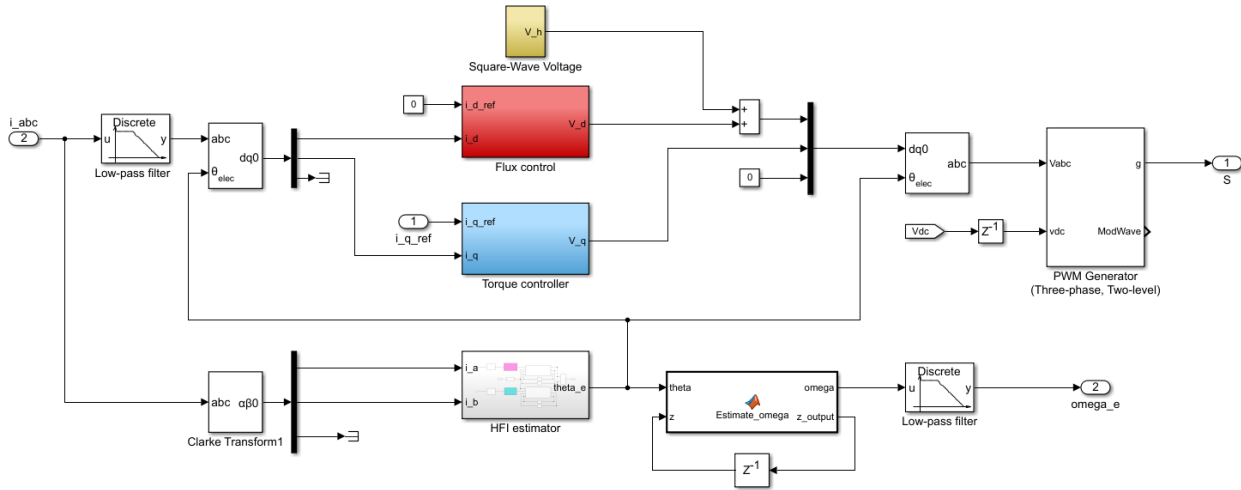 V_h
Square-Wave Voltage
i_abc
2
Discrete
u
y
Low-pass filter
abc
θelec
dq0
0
i_d_ref
i_d
V_d
Flux control
+
+
1
i_q_ref
i_q_ref
i_q
V_q
Torque controller
0
dq0
θelec
abc
Vdc
Z-1
Vabc
vdc
g
ModWave
PWM Generator
(Three-phase, Two-level)
1
S
abc
αβ0
Clarke Transform1
i_a
i_b
theta_e
HFI estimator
theta
z
omega
z_output
Estimate_omega
Z-1
Discrete
u
y
Low-pass filter
2
omega_e